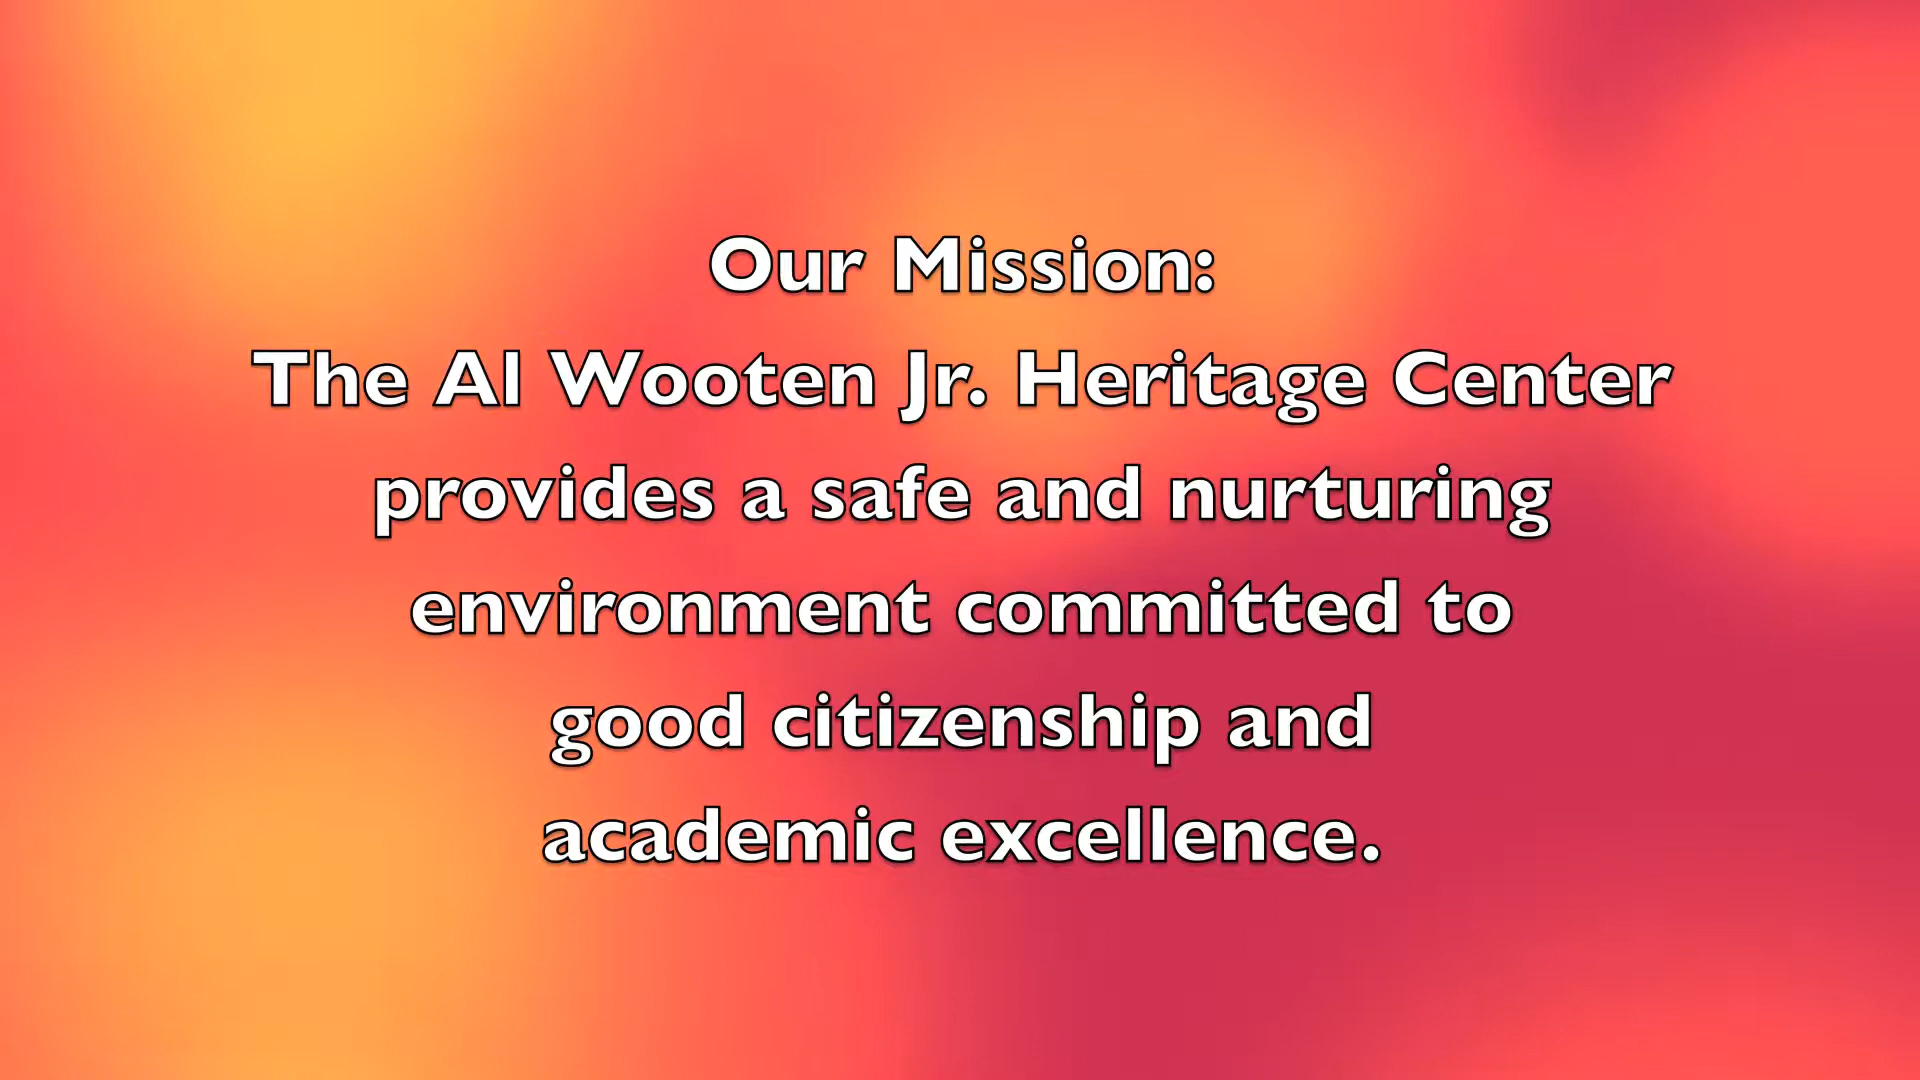 Our Mission:
The Al Wooten Jr. Heritage Center
provides a safe and nurturing
environment committed to
good citizenship and
academic excellence.